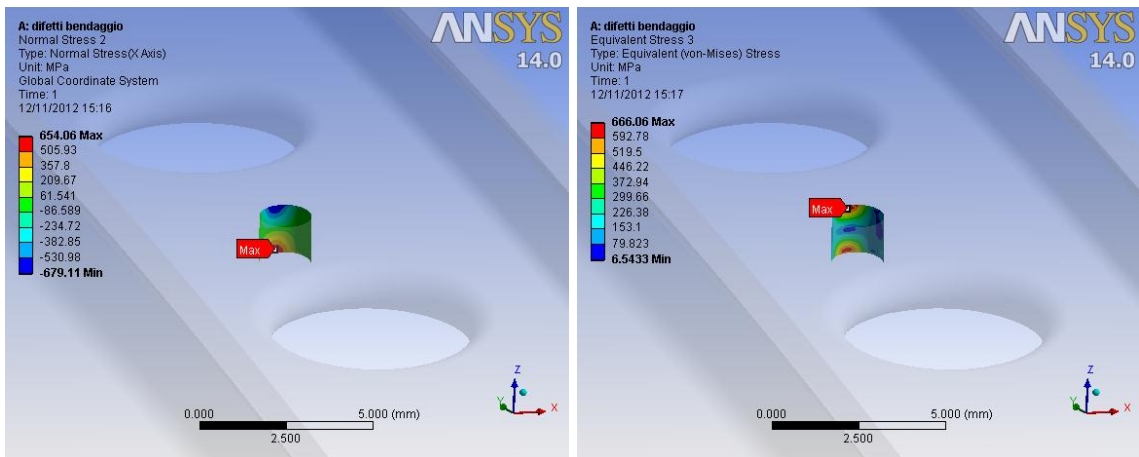 A: difetti bendaggio
Normal Stress 2
Type: Normal Stress(X Axis)
Unit: MPa
Global Coordinate System
Time: 1
12/11/2012 15:16
ANSYS
14.0
654.06 Max
505.93
357.8
209.67
61.541
-86.589
-234.72
-382.85
-530.98
-679.11 Min
Max
Z
Y
X
0.000
5.000 (mm)
2.500
A: difetti bendaggio
Equivalent Stress 3
Type: Equivalent (von-Mises) Stress
Unit: MPa
Time: 1
12/11/2012 15:17
ANSYS
14.0
666.06 Max
592.78
519.5
446.22
372.94
299.66
226.38
153.1
79.823
6.5433 Min
Max
Z
Y
X
0.000
5.000 (mm)
2.500